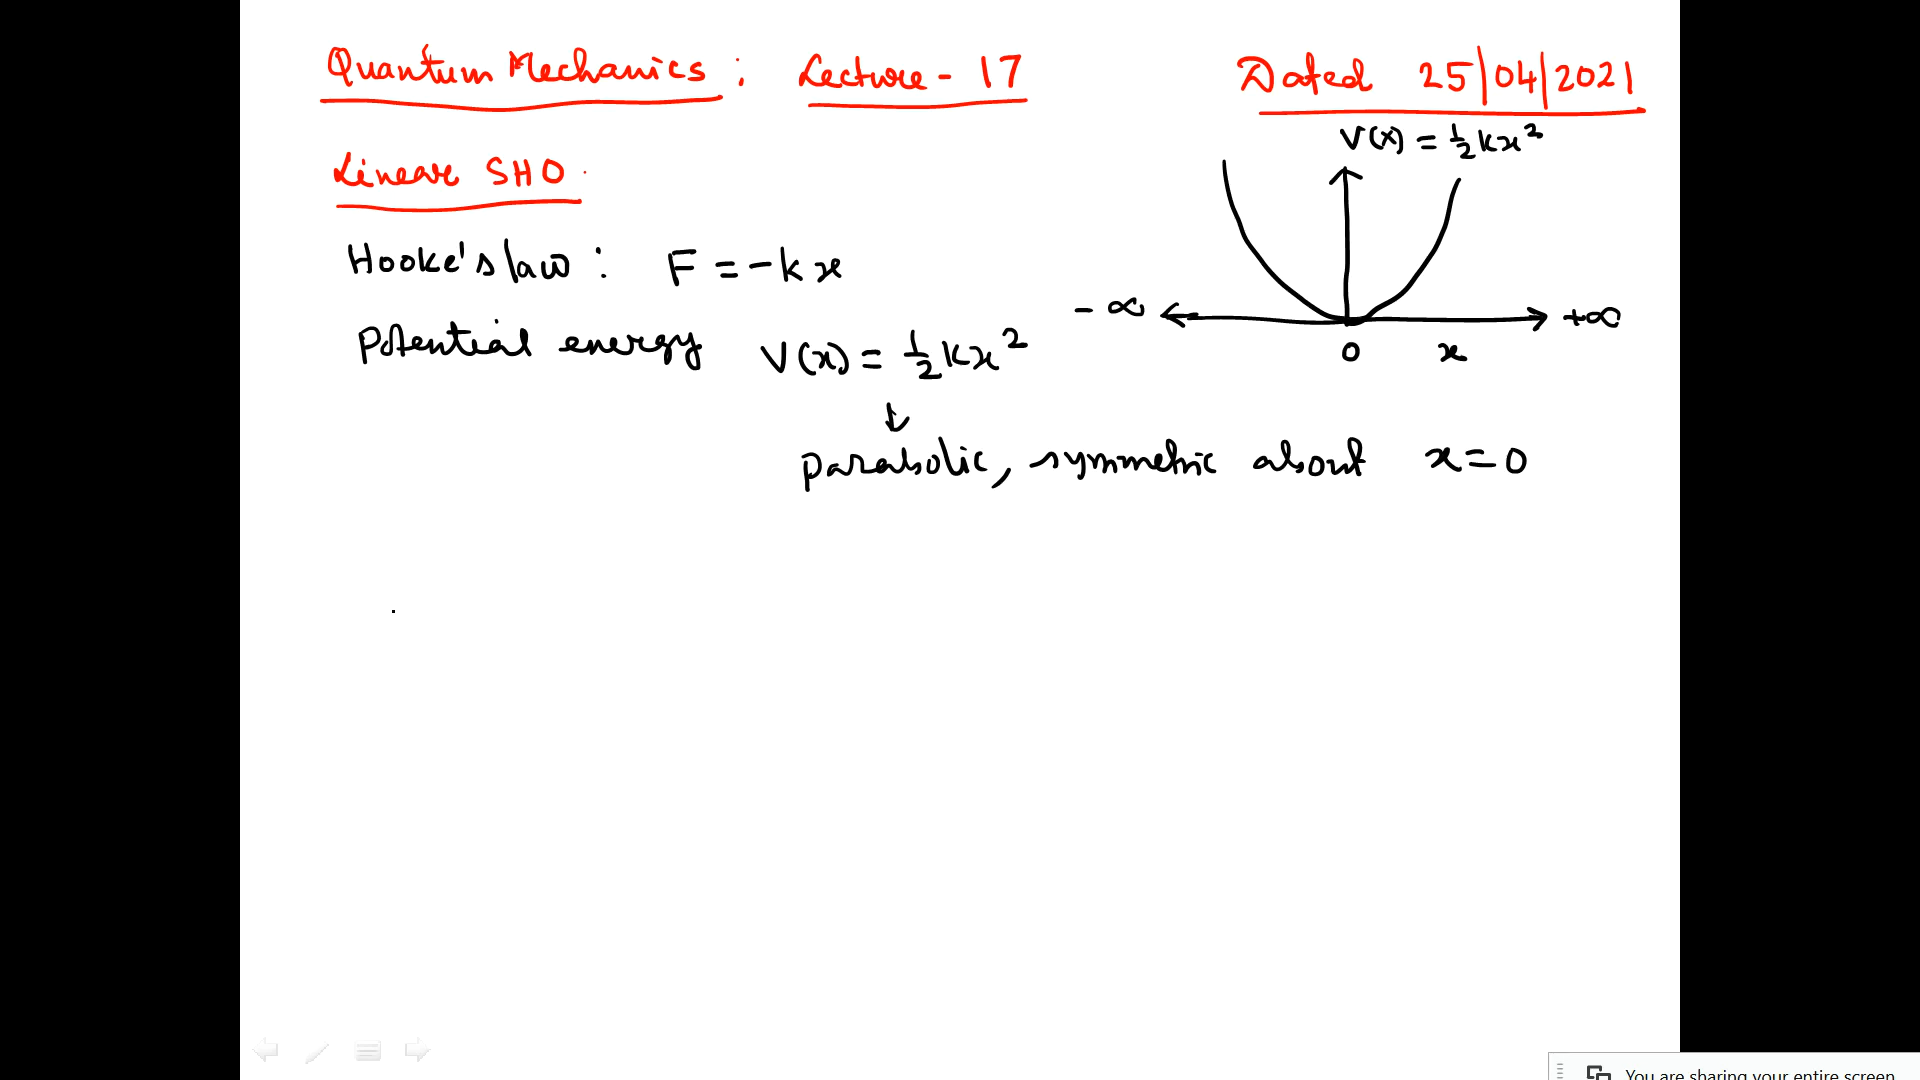 Quantum Mechanics : Lecture - 17 Dated 25/04/2021
Linear SHO
V(x) = ½kx²
Hooke's law : F = -kx
-∞ +∞
0 x
Potential energy V(x) = ½kx²
↓
parabolic, symmetric about x=0
You are sharing your entire screen